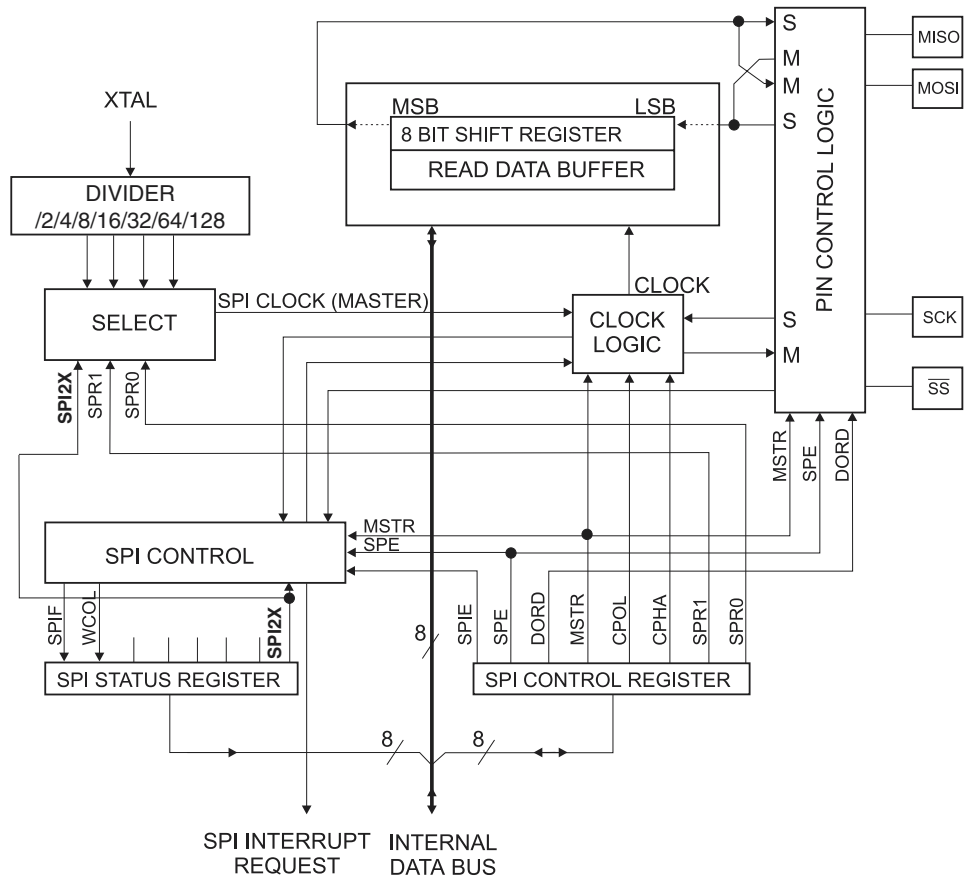 S
MISO
M
MOSI
M
S
PIN CONTROL LOGIC
XTAL
MSB
LSB
8 BIT SHIFT REGISTER
READ DATA BUFFER
DIVIDER
/2/4/8/16/32/64/128
SPI CLOCK (MASTER)
CLOCK
SELECT
CLOCK
LOGIC
S
M
SCK
SS
SPI2X
SPR1
SPR0
MSTR
SPE
DORD
MSTR
SPE
SPI CONTROL
SPIF
WCOL
SPI2X
8
SPIE
SPE
DORD
MSTR
CPOL
CPHA
SPR1
SPR0
SPI STATUS REGISTER
SPI CONTROL REGISTER
8
8
SPI INTERRUPT
REQUEST
INTERNAL
DATA BUS